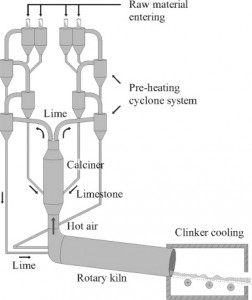 Raw material
entering
Pre-heating
cyclone system
Lime
Calciner
Limestone
Hot air
Clinker cooling
Lime
Rotary kiln